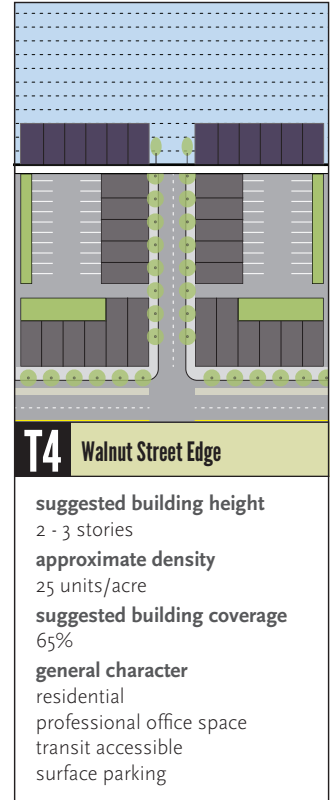 T4 Walnut Street Edge
suggested building height
2 - 3 stories
approximate density
25 units/acre
suggested building coverage
65%
general character
residential
professional office space
transit accessible
surface parking